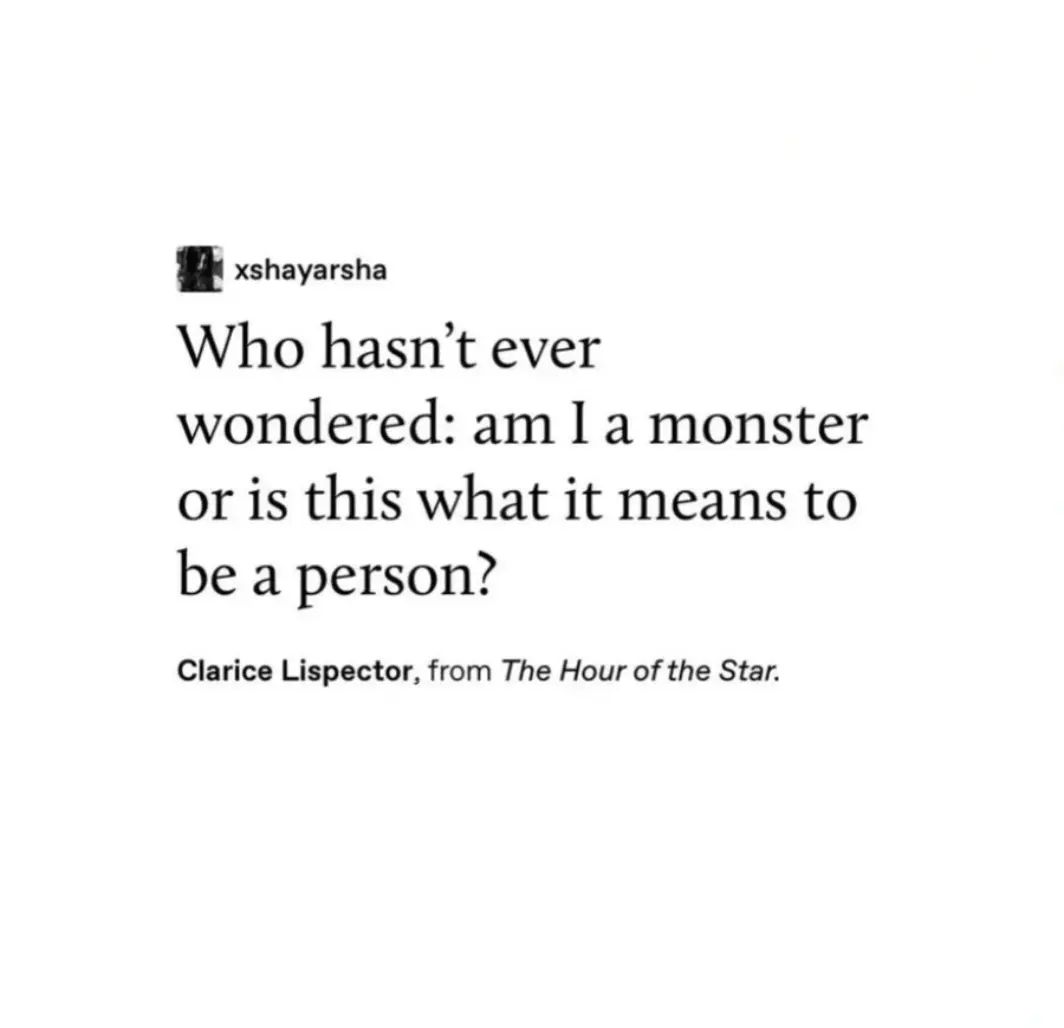 xshayarsha
Who hasn’t ever
wondered: am I a monster
or is this what it means to
be a person?
Clarice Lispector, from The Hour of the Star.